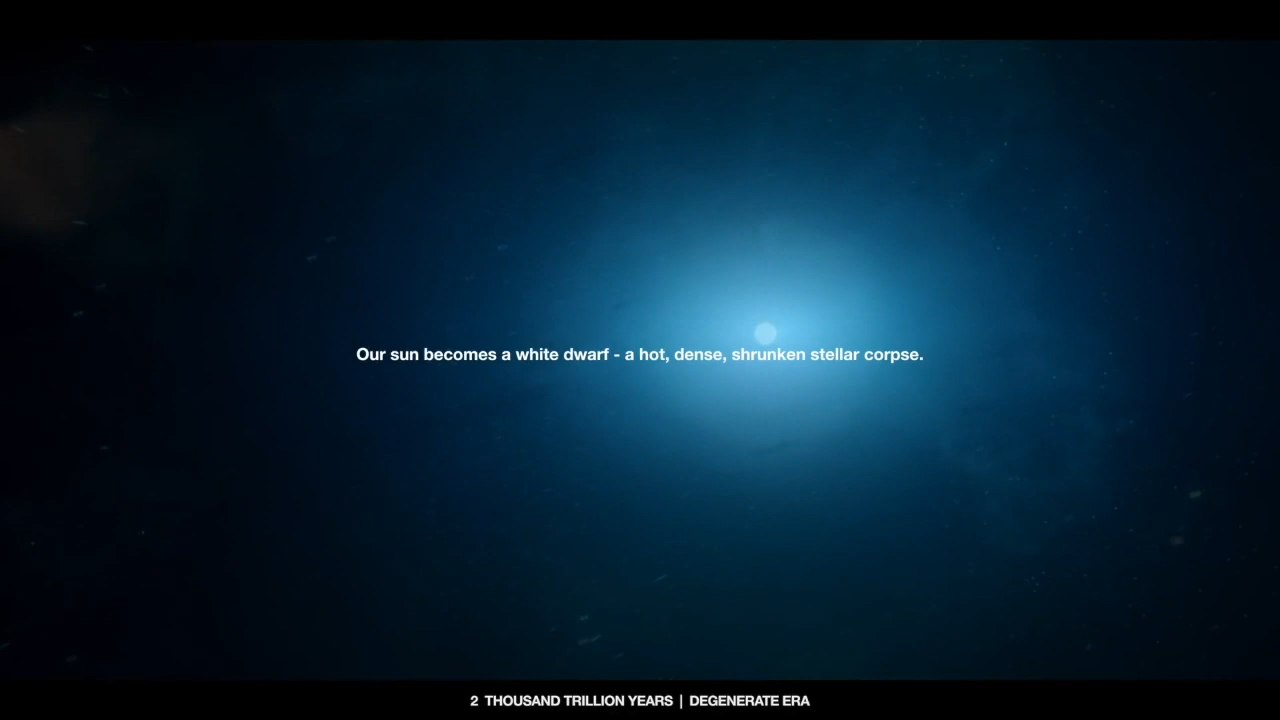 Our sun becomes a white dwarf - a hot, dense, shrunken stellar corpse.
2 THOUSAND TRILLION YEARS | DEGENERATE ERA